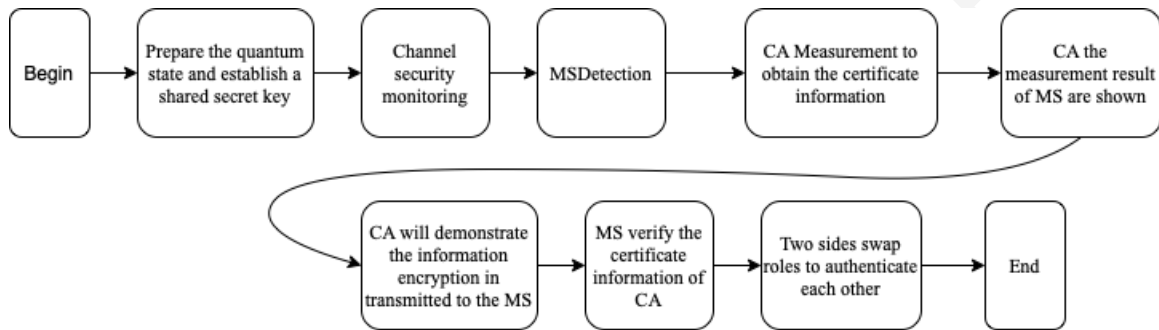 Begin
Prepare the quantum
state and establish a
shared secret key
Channel
security
monitoring
MSDetection
CA Measurement to
obtain the certificate
information
CA the
measurement result
of MS are shown
CA will demonstrate
the information
encryption in
transmitted to the MS
MS verify the
certificate
information of
CA
Two sides swap
roles to authenticate
each other
End